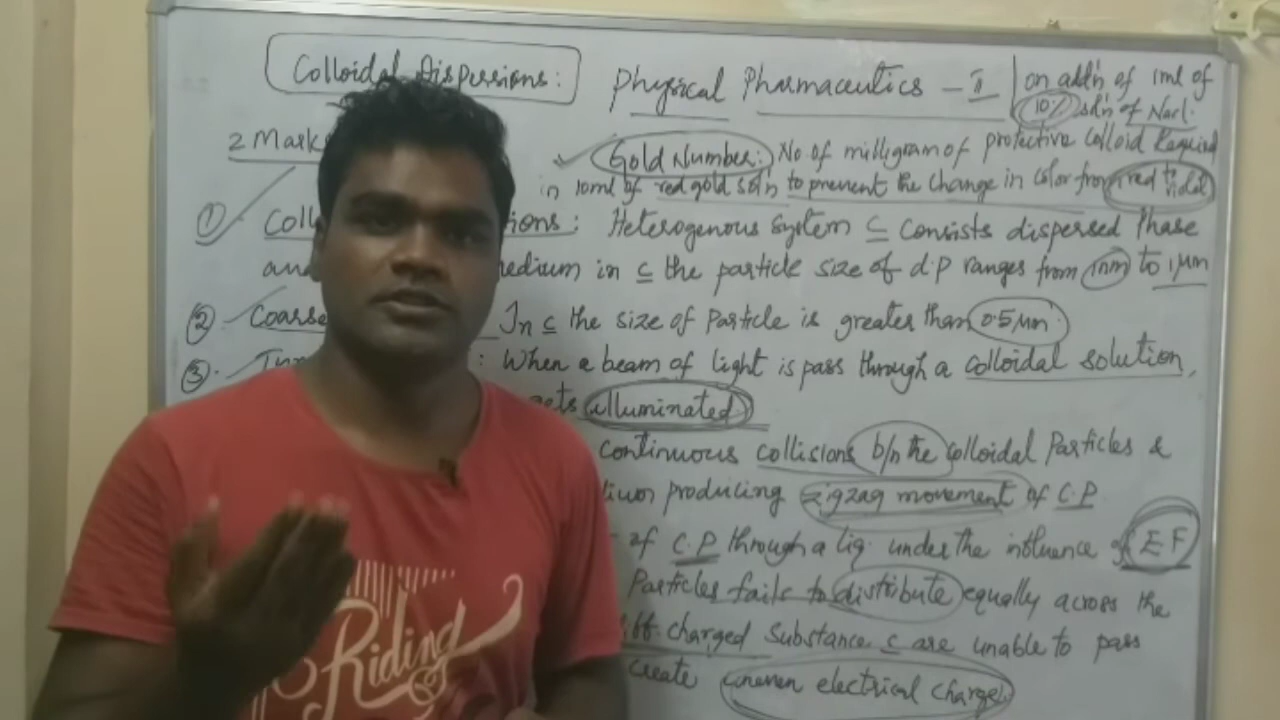 Colloidal Dispersions:
Physical Pharmaceutics - II
on addn of 1ml of
10% soln of Nacl.
2 Mark
Gold Number: No. of milligram of protective colloid Required
in 10ml of red gold soln to prevent the change in color from red to
① Coll ions: Heterogenous system c̲ consists dispersed Phase
and medium in c̲ the particle size of d.p ranges from 1nm to 1μm
② Coarse In c̲ the size of Particle is greater than 0.5μm
③ : When a beam of light is pass through a colloidal solution,
gets illuminated
continuous collisions b/n the colloidal Particles &
producing zigzag movement of C.P
of C.P through a liq. under the influence of EF
Particles fails to distribute equally across the
diff. charged Substance c̲ are unable to pass
create uneven electrical charge
Riding